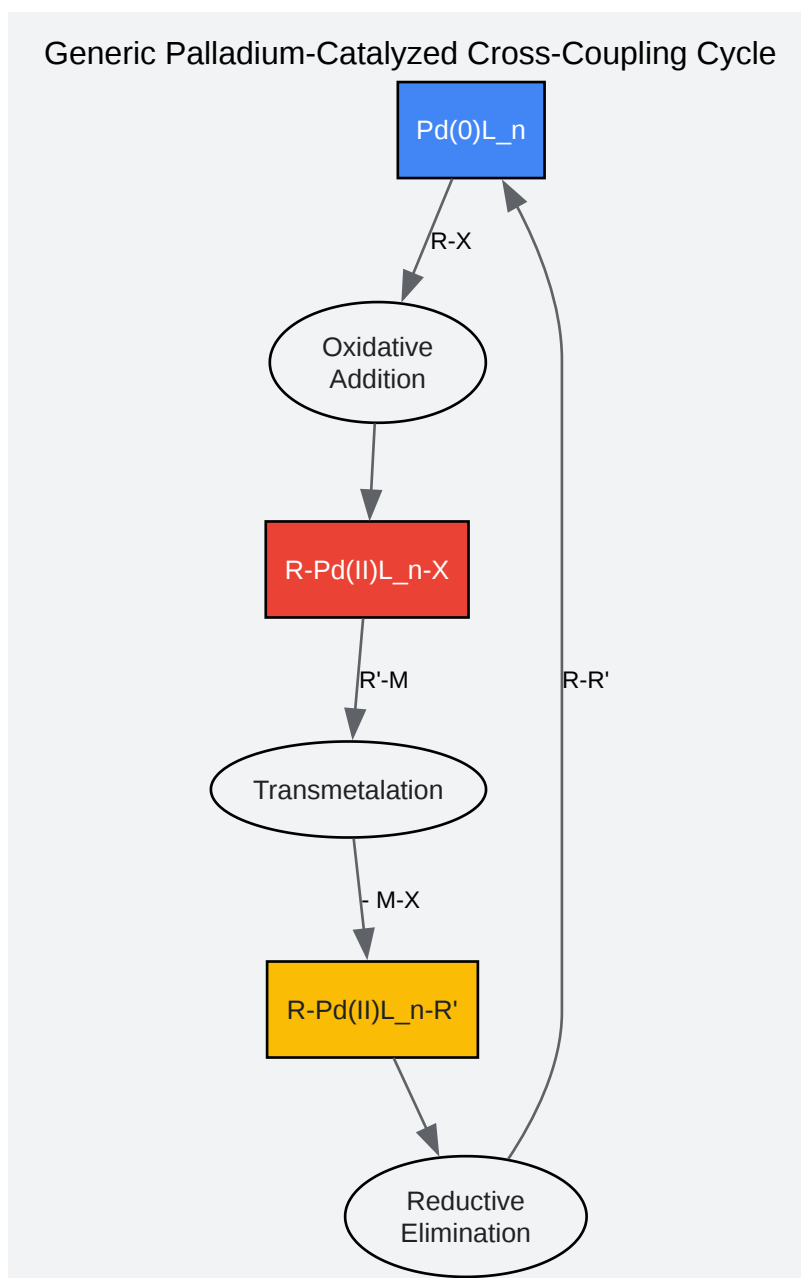 Generic Palladium-Catalyzed Cross-Coupling Cycle
Pd(0)L_n
R-X
Oxidative
Addition
R-Pd(II)L_n-X
R'-M
R-R'
Transmetalation
- M-X
R-Pd(II)L_n-R'
Reductive
Elimination